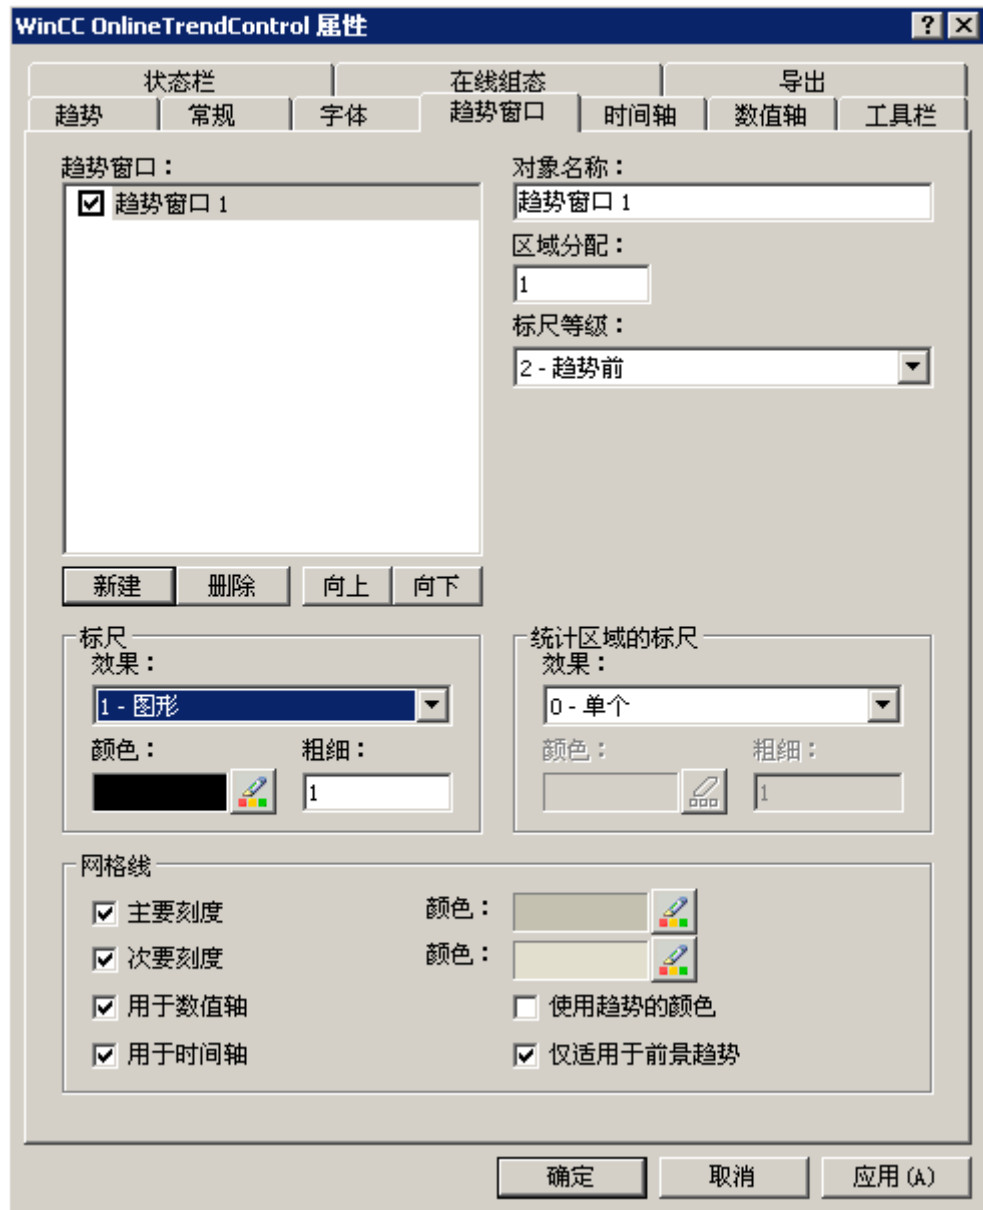 WinCC OnlineTrendControl 属性
状态栏 在线组态 导出
趋势 常规 字体 趋势窗口 时间轴 数值轴 工具栏
趋势窗口：
趋势窗口 1
对象名称：
趋势窗口 1
区域分配：
1
标尺等级：
2 - 趋势前
新建 删除 向上 向下
标尺
效果：
1 - 图形
颜色： 粗细：
1
统计区域的标尺
效果：
0 - 单个
颜色： 粗细：
1
网格线
主要刻度 颜色：
次要刻度 颜色：
用于数值轴 使用趋势的颜色
用于时间轴 仅适用于前景趋势
确定 取消 应用(A)